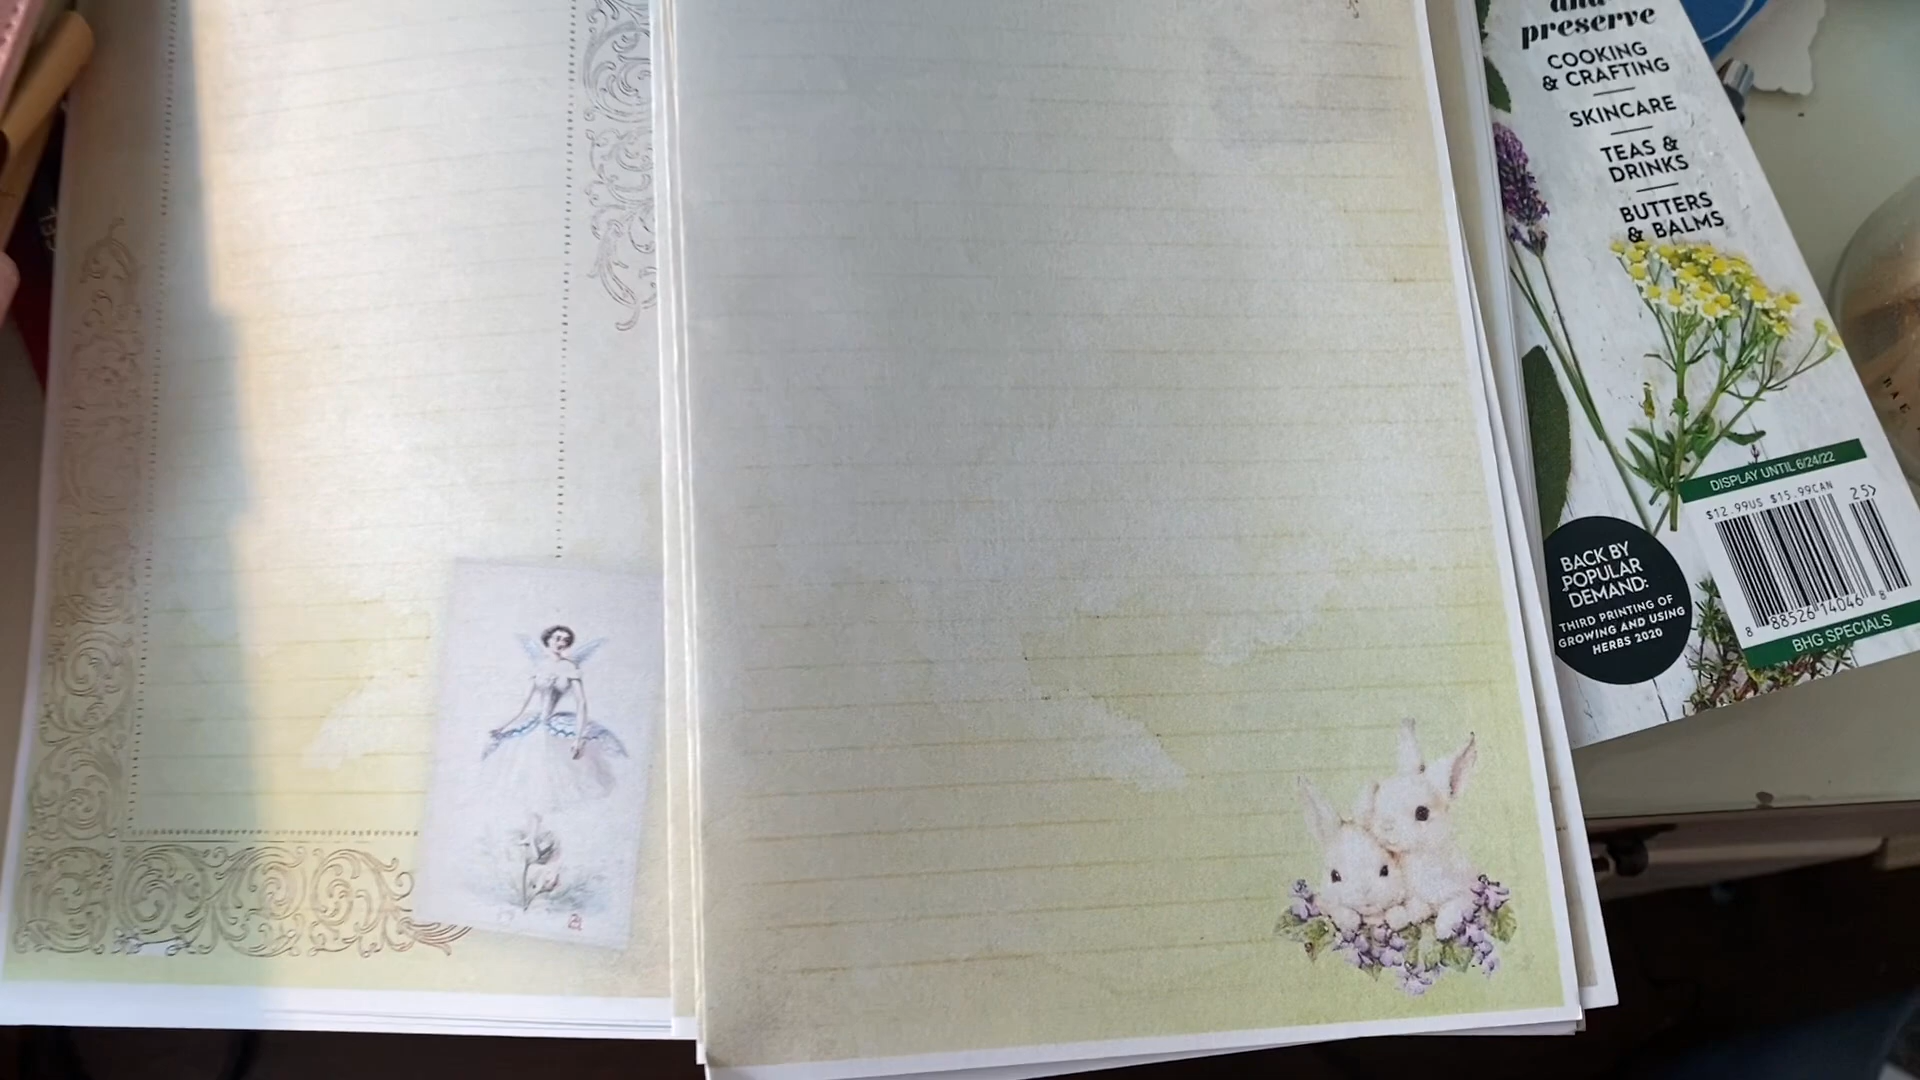 and
preserve
COOKING
& CRAFTING
SKINCARE
TEAS &
DRINKS
BUTTERS
& BALMS
DISPLAY UNTIL 6/24/22
$12.99US $15.99CAN
25>
8 88526 14046 8
BHG SPECIALS
BACK BY
POPULAR
DEMAND:
THIRD PRINTING OF
GROWING AND USING
HERBS 2020
a